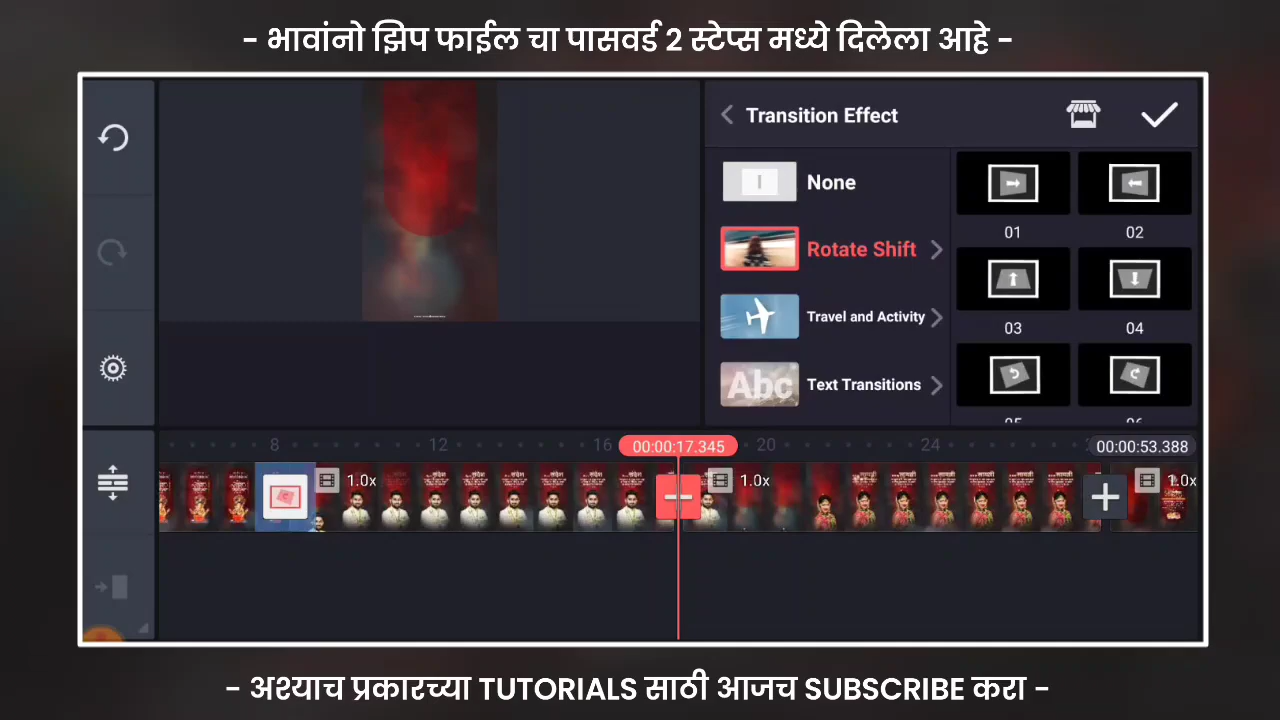 - भावांनो झिप फाईल चा पासवर्ड 2 स्टेप्स मध्ये दिलेला आहे -
Transition Effect
None
Rotate Shift
Travel and Activity
Abc
Text Transitions
01
02
03
04
05
06
8
12
16
00:00:17.345
20
24
00:00:53.388
1.0x
1.0x
1.0x
- अश्याच प्रकारच्या TUTORIALS साठी आजच SUBSCRIBE करा -